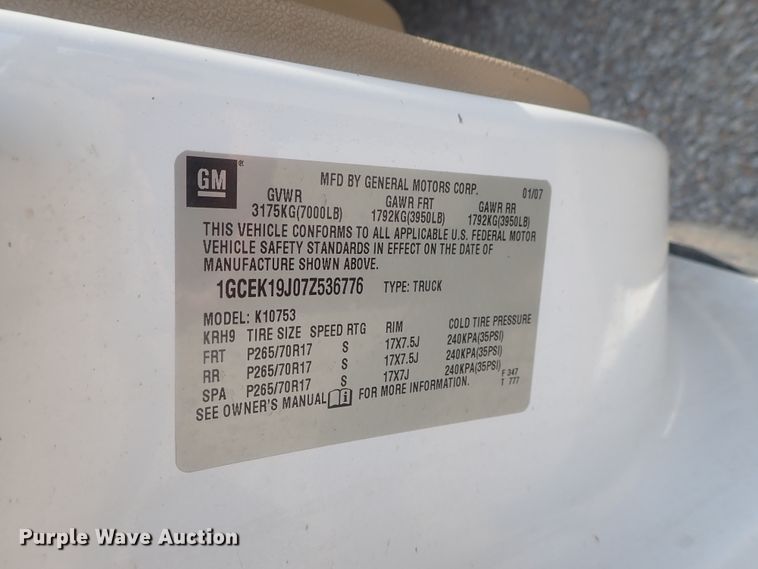 GM ® MFD BY GENERAL MOTORS CORP. 01/07
GVWR GAWR FRT GAWR RR
3175KG(7000LB) 1792KG(3950LB) 1792KG(3950LB)
THIS VEHICLE CONFORMS TO ALL APPLICABLE U.S. FEDERAL MOTOR
VEHICLE SAFETY STANDARDS IN EFFECT ON THE DATE OF
MANUFACTURE SHOWN ABOVE.
1GCEK19J07Z536776 TYPE: TRUCK
MODEL: K10753
KRH9 TIRE SIZE SPEED RTG RIM COLD TIRE PRESSURE
FRT P265/70R17 S 17X7.5J 240KPA(35PSI)
RR P265/70R17 S 17X7.5J 240KPA(35PSI)
SPA P265/70R17 S 17X7J 240KPA(35PSI)
SEE OWNER'S MANUAL i FOR MORE INFORMATION.
F 347
T 777
Purple Wave Auction